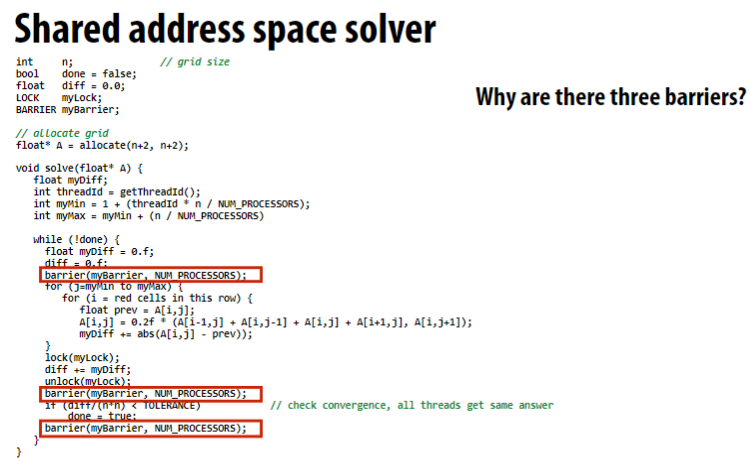 Shared address space solver
Why are there three barriers?
int    n;              // grid size
bool   done = false;
float  diff = 0.0;
LOCK   myLock;
BARRIER myBarrier;
// allocate grid
float* A = allocate(n+2, n+2);
void solve(float* A) {
float myDiff;
int threadId = getThreadId();
int myMin = 1 + (threadId * n / NUM_PROCESSORS);
int myMax = myMin + (n / NUM_PROCESSORS)
while (!done) {
float myDiff = 0.f;
diff = 0.f;
barrier(myBarrier, NUM_PROCESSORS);
for (j=myMin to myMax) {
for (i = red cells in this row) {
float prev = A[i,j];
A[i,j] = 0.2f * (A[i-1,j] + A[i,j-1] + A[i,j] + A[i+1,j], A[i,j+1]);
myDiff += abs(A[i,j] - prev));
}
lock(myLock);
diff += myDiff;
unlock(myLock);
barrier(myBarrier, NUM_PROCESSORS);
if (diff/(n*n) < TOLERANCE)          // check convergence, all threads get same answer
done = true;
barrier(myBarrier, NUM_PROCESSORS);
}
}